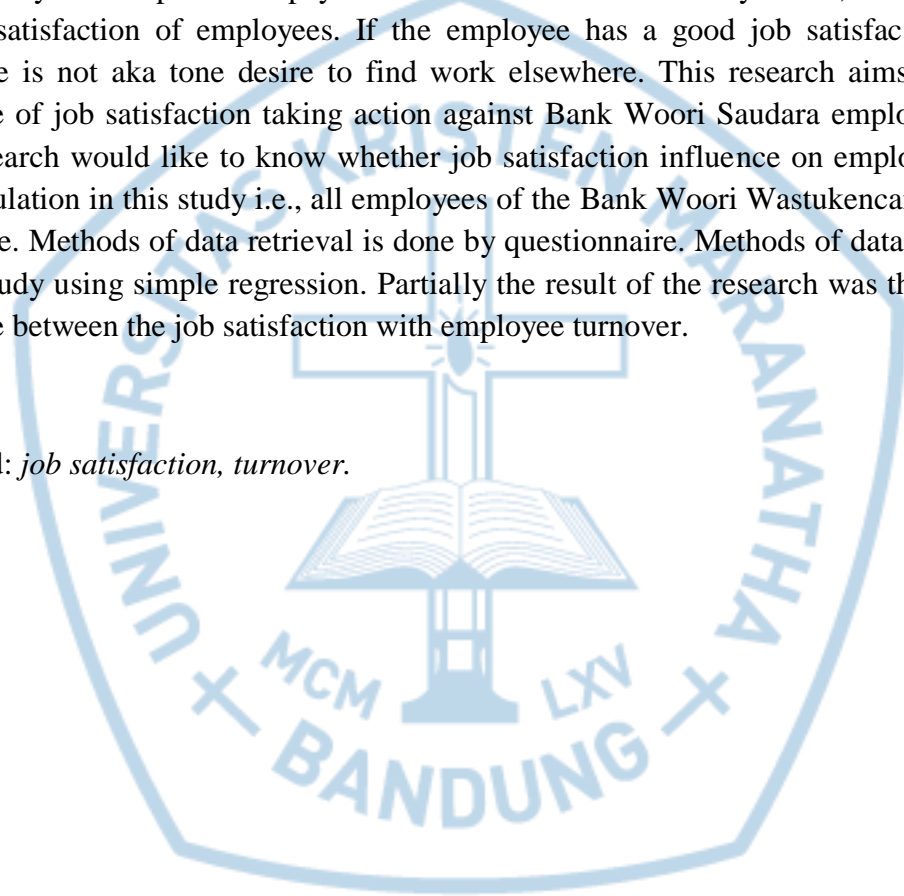 satisfaction of employees. If the employee has a good job satisfac
e is not aka tone desire to find work elsewhere. This research aims
e of job satisfaction taking action against Bank Woori Saudara emplo
earch would like to know whether job satisfaction influence on emplo
ulation in this study i.e., all employees of the Bank Woori Wastukencar
e. Methods of data retrieval is done by questionnaire. Methods of data
tudy using simple regression. Partially the result of the research was th
e between the job satisfaction with employee turnover.
d: job satisfaction, turnover.
UNIVERSITAS KRISTEN MARANATHA
MCM LXV
BANDUNG